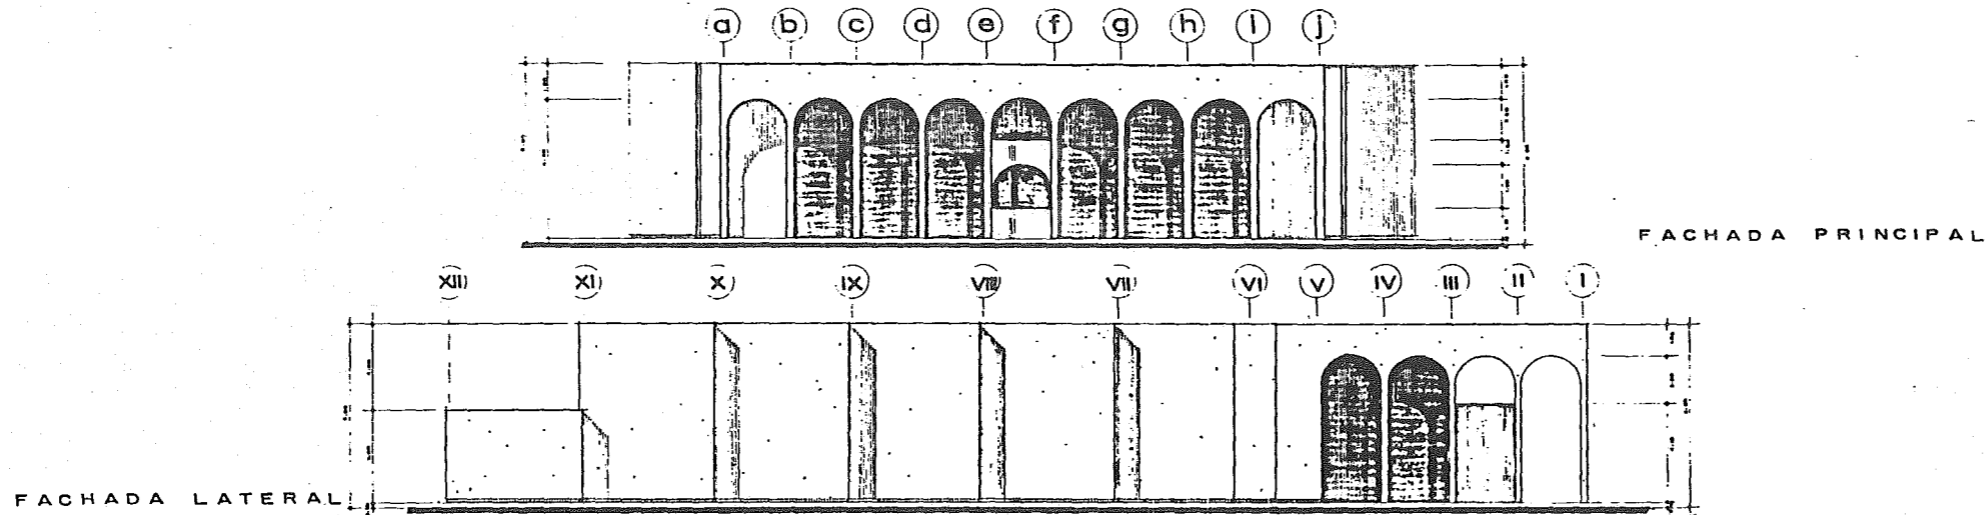 a b c d e f g h i j
FACHADA PRINCIPAL
XII XI X IX VIII VII VI V IV III II I
FACHADA LATERAL